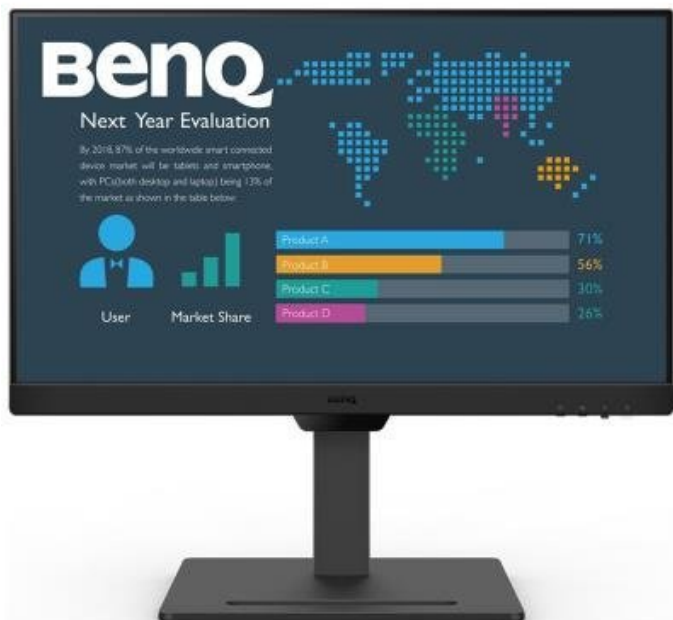 BenQ
Next Year Evaluation
By 2018, 87% of the worldwide smart connected
device market will be tablets and smartphone,
with PCs(both desktop and laptop) being 13% of
the market as shown in the table below
User
Market Share
Product A 71%
Product B 56%
Product C 30%
Product D 26%
BenQ